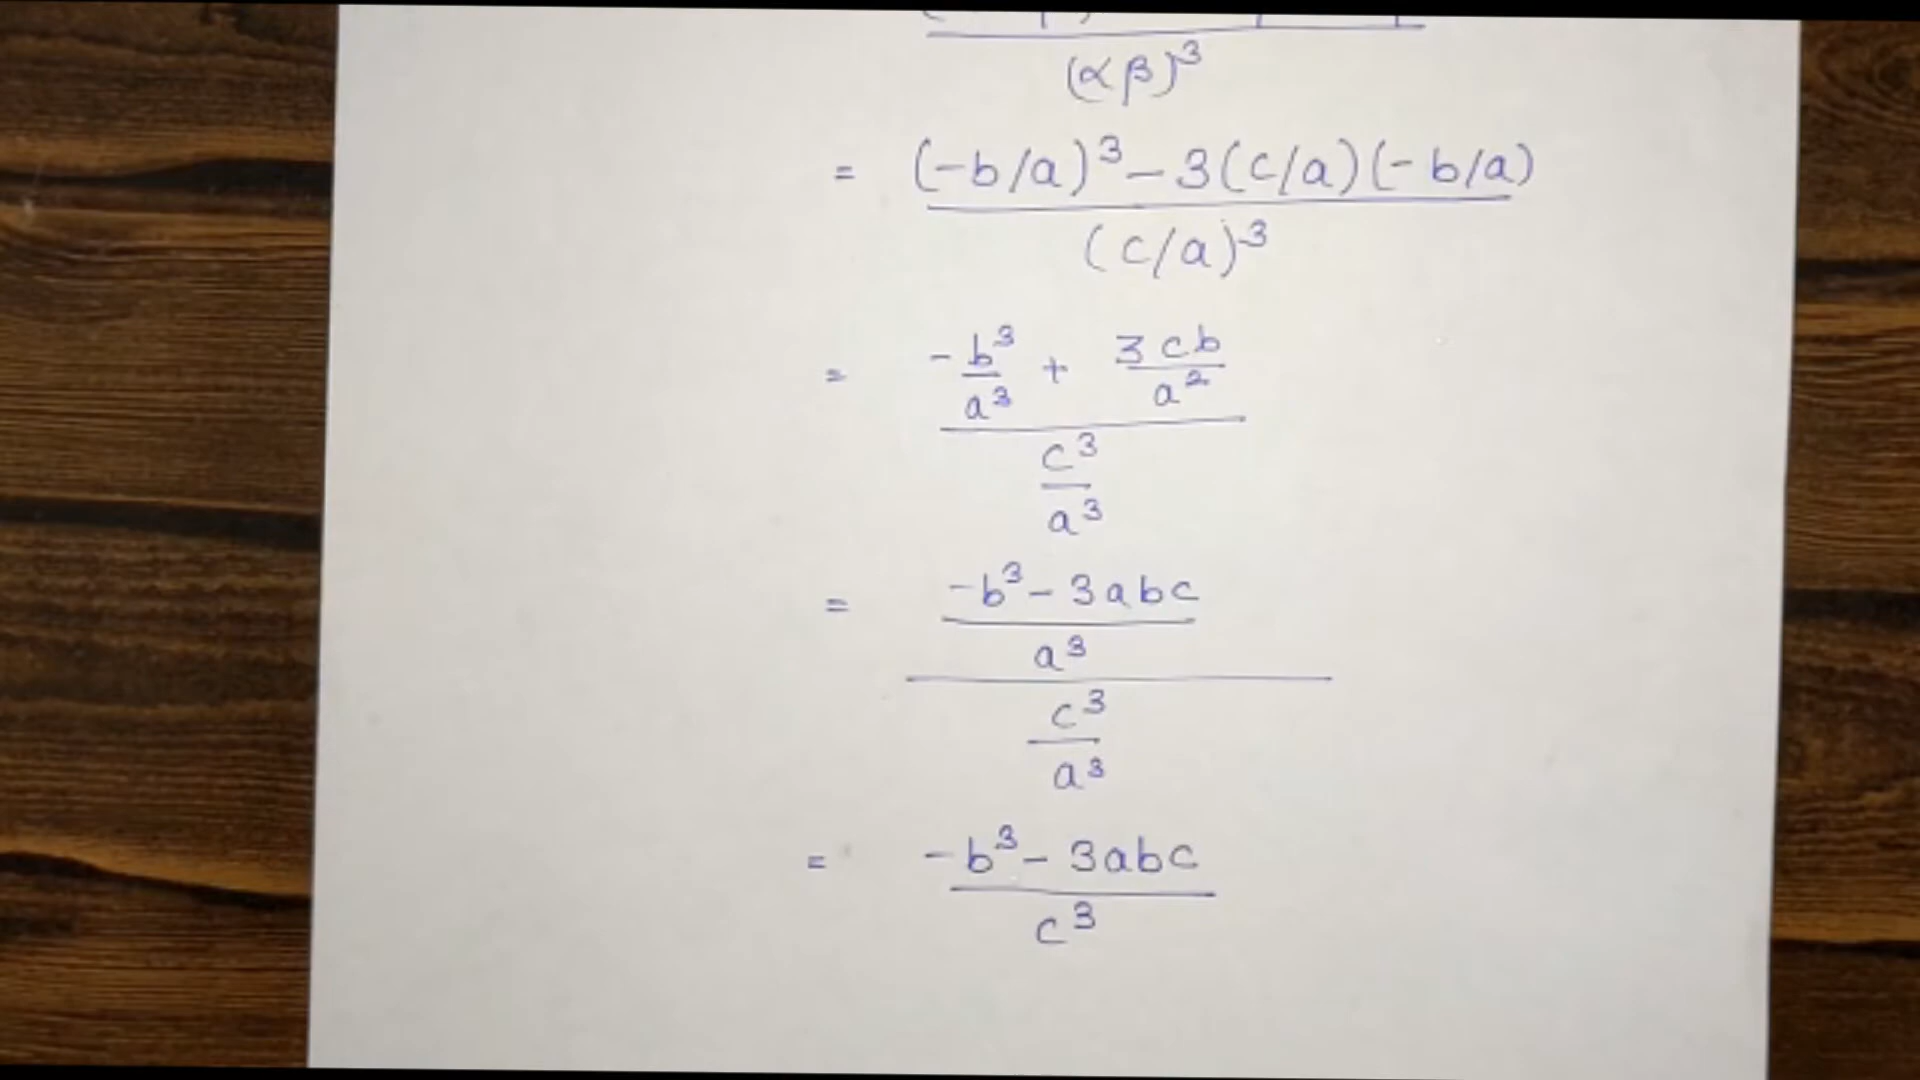 (αβ)³
= (-b/a)³ - 3(c/a)(-b/a)
(c/a)³
= -b³/a³ + 3cb/a²
c³/a³
= -b³ - 3abc
a³
c³
a³
= -b³ - 3abc
c³